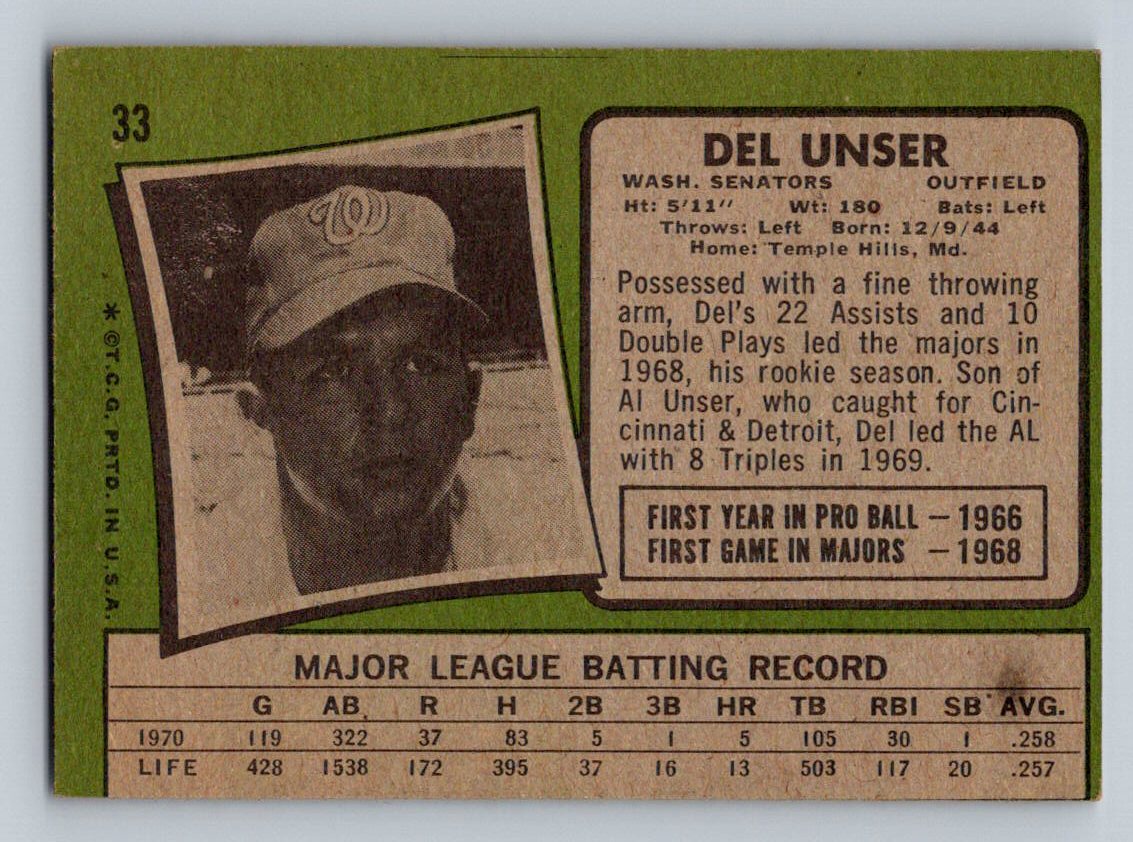 33
W
* ©T.C.G. PRTD. IN U.S.A.
DEL UNSER
WASH. SENATORS OUTFIELD
Ht: 5'11" Wt: 180 Bats: Left
Throws: Left Born: 12/9/44
Home: Temple Hills, Md.
Possessed with a fine throwing
arm, Del's 22 Assists and 10
Double Plays led the majors in
1968, his rookie season. Son of
Al Unser, who caught for Cin-
cinnati & Detroit, Del led the AL
with 8 Triples in 1969.
FIRST YEAR IN PRO BALL — 1966
FIRST GAME IN MAJORS — 1968
MAJOR LEAGUE BATTING RECORD
G AB. R H 2B 3B HR TB RBI SB AVG.
1970 119 322 37 83 5 1 5 105 30 1 .258
LIFE 428 1538 172 395 37 16 13 503 117 20 .257